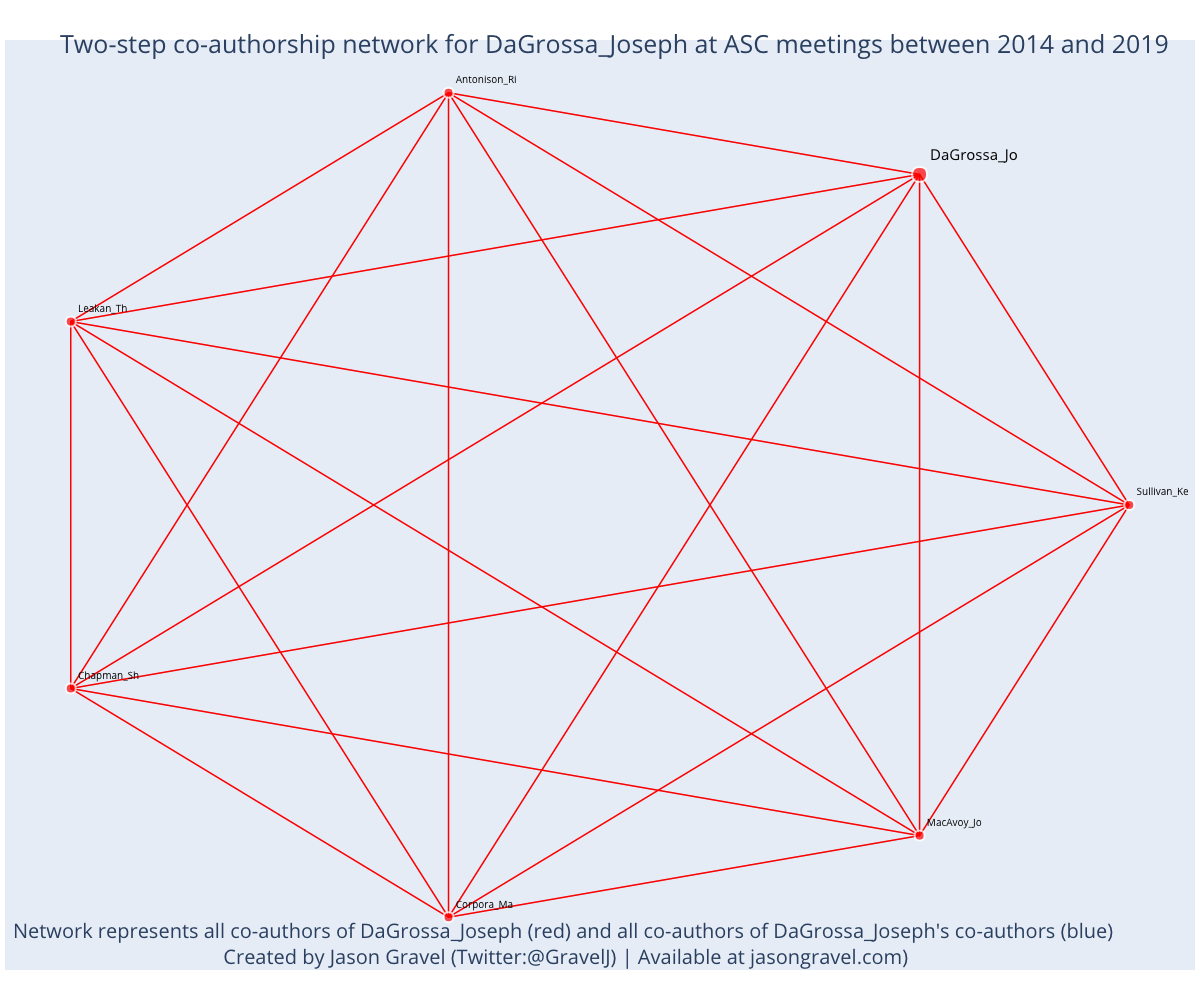 Two-step co-authorship network for DaGrossa_Joseph at ASC meetings between 2014 and 2019
Antonison_Ri
DaGrossa_Jo
Leakan_Th
Sullivan_Ke
Chapman_Sh
MacAvoy_Jo
Corpora_Ma
Network represents all co-authors of DaGrossa_Joseph (red) and all co-authors of DaGrossa_Joseph's co-authors (blue)
Created by Jason Gravel (Twitter:@GravelJ) | Available at jasongravel.com)